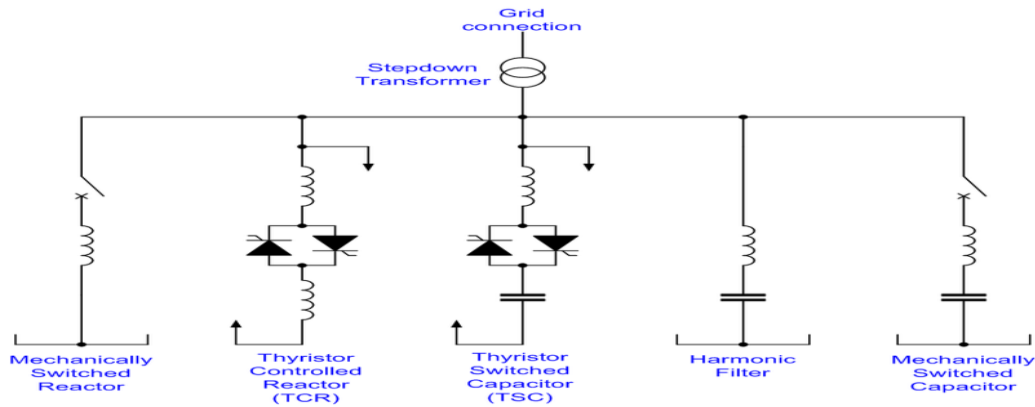 Grid
connection
Stepdown
Transformer
Mechanically
Switched
Reactor
Thyristor
Controlled
Reactor
(TCR)
Thyristor
Switched
Capacitor
(TSC)
Harmonic
Filter
Mechanically
Switched
Capacitor